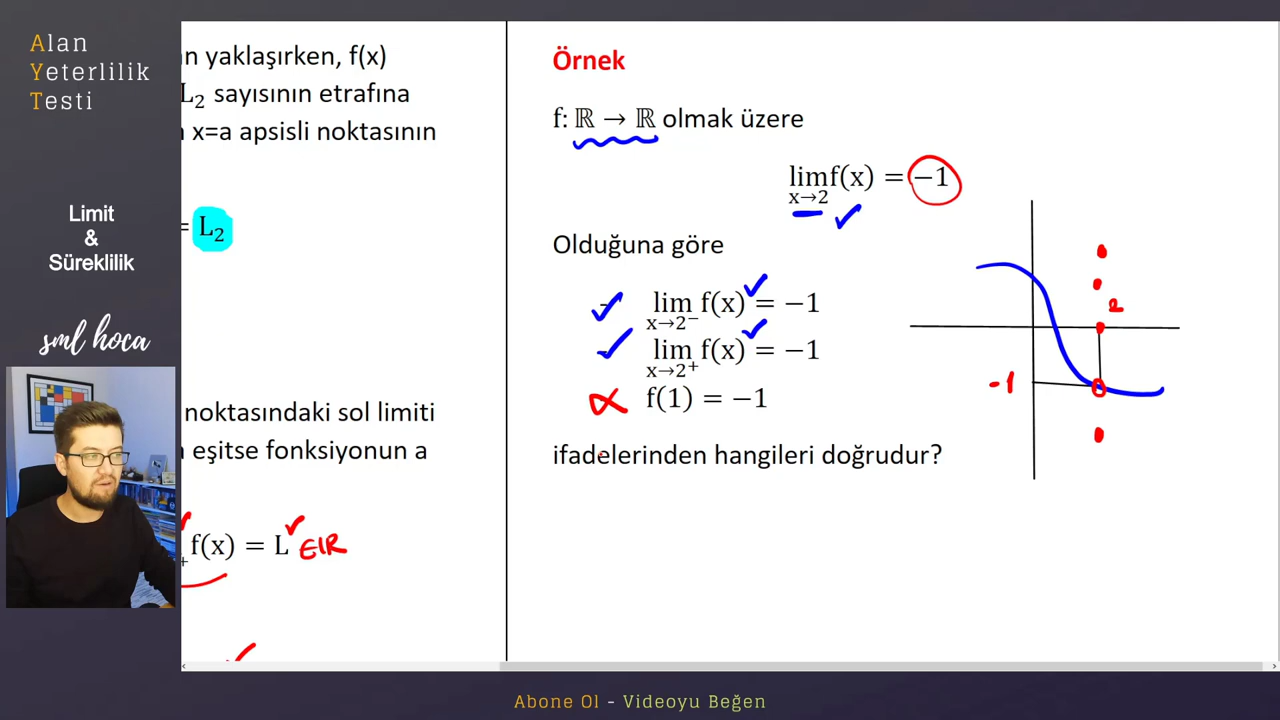 Alan
Yeterlilik
Testi
Limit
&
Süreklilik
sml hoca
n yaklaşırken, f(x)
L₂ sayısının etrafına
n x=a apsisli noktasının
= L₂
noktasındaki sol limiti
n eşitse fonksiyonun a
+ f(x) = L ∈ IR
Örnek
f: ℝ → ℝ olmak üzere
lim f(x) = −1
x→2
Olduğuna göre
- lim f(x) = −1
x→2⁻
- lim f(x) = −1
x→2⁺
f(1) = −1
ifadelerinden hangileri doğrudur?
2
-1
Abone Ol - Videoyu Beğen